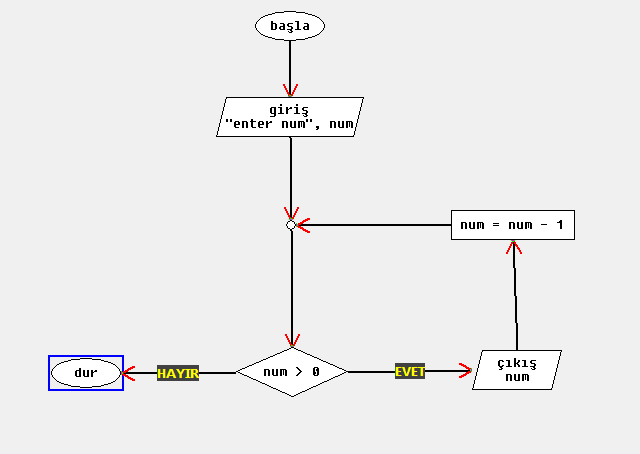 başla
giriş
"enter num", num
num = num - 1
num > 0
EVET
HAYIR
dur
çıkış
num